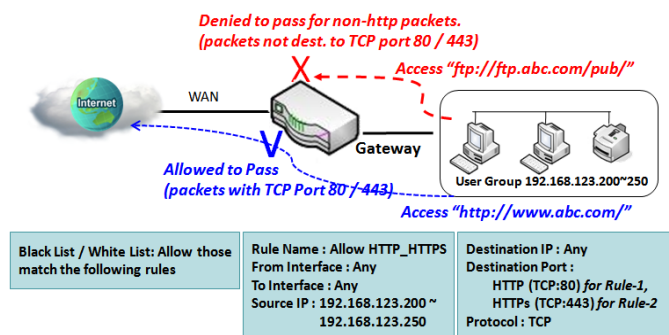 Denied to pass for non-http packets.
(packets not dest. to TCP port 80 / 443)
X
Access “ftp://ftp.abc.com/pub/”
Internet
WAN
Gateway
User Group 192.168.123.200~250
V
Allowed to Pass
(packets with TCP Port 80 / 443)
Access “http://www.abc.com/”
Black List / White List: Allow those
match the following rules
Rule Name : Allow HTTP_HTTPS
From Interface : Any
To Interface : Any
Source IP : 192.168.123.200 ~
192.168.123.250
Destination IP : Any
Destination Port :
HTTP (TCP:80) for Rule-1,
HTTPs (TCP:443) for Rule-2
Protocol : TCP